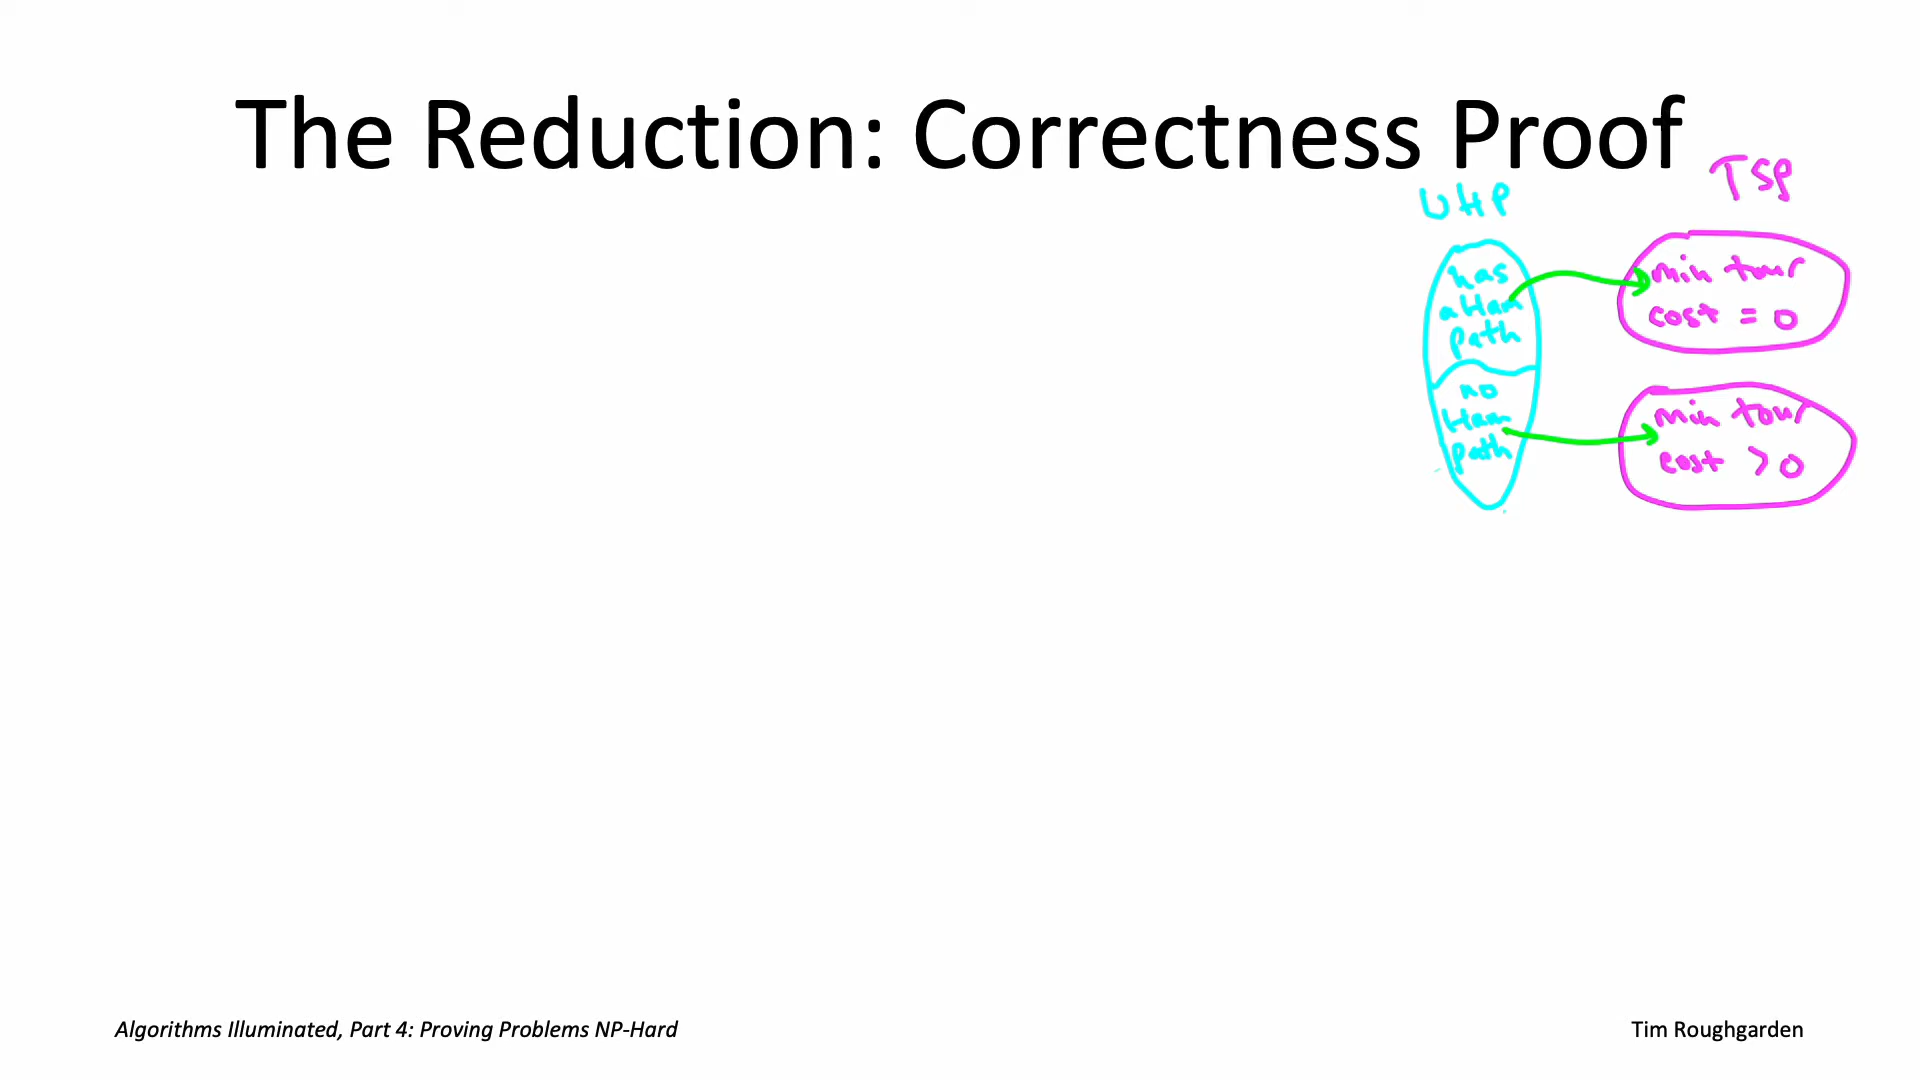 The Reduction: Correctness Proof
UHP
TSP
has
a Ham
path
no
Ham
path
min tour
cost = 0
min tour
cost > 0
Algorithms Illuminated, Part 4: Proving Problems NP-Hard
Tim Roughgarden